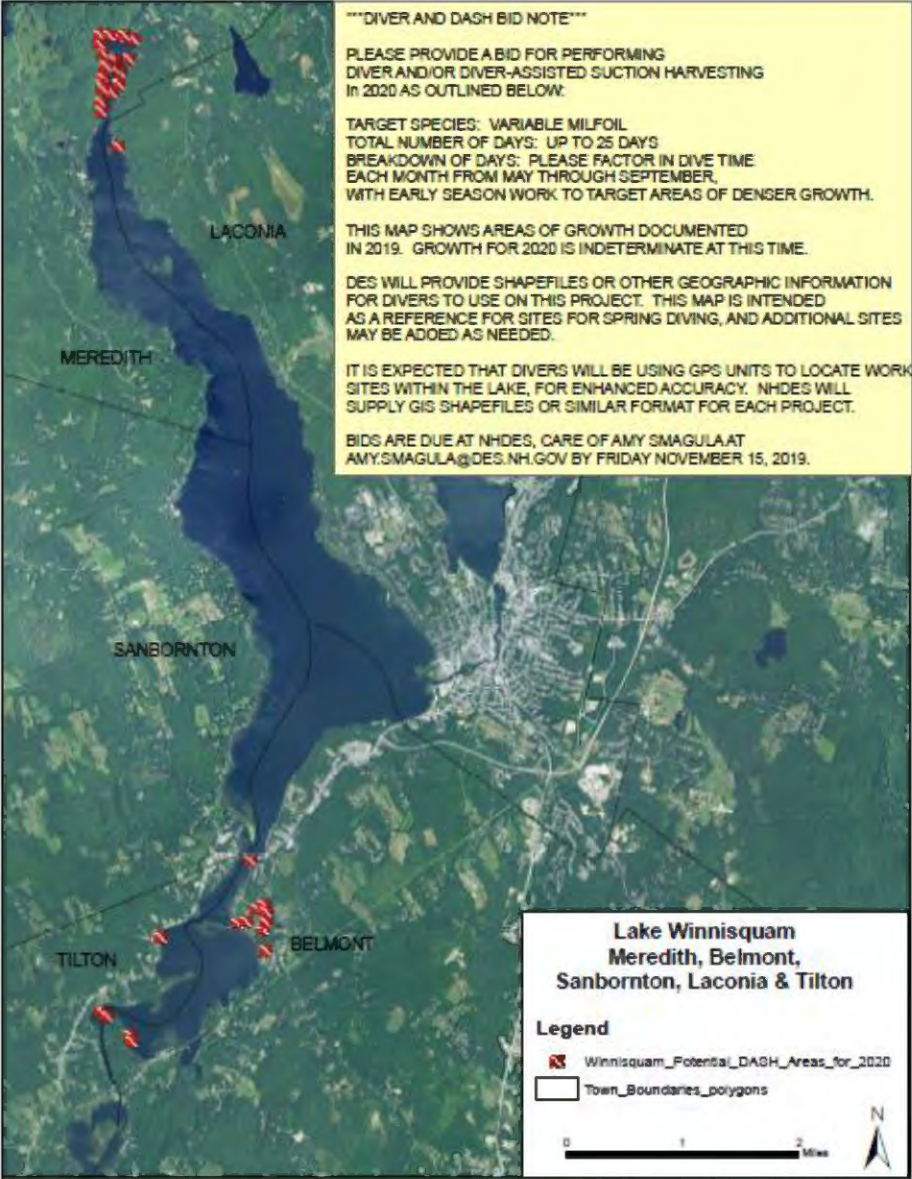 ***DIVER AND DASH BID NOTE***
PLEASE PROVIDE A BID FOR PERFORMING
DIVER AND/OR DIVER-ASSISTED SUCTION HARVESTING
In 2020 AS OUTLINED BELOW:
TARGET SPECIES: VARIABLE MILFOIL
TOTAL NUMBER OF DAYS: UP TO 25 DAYS
BREAKDOWN OF DAYS: PLEASE FACTOR IN DIVE TIME
EACH MONTH FROM MAY THROUGH SEPTEMBER,
WITH EARLY SEASON WORK TO TARGET AREAS OF DENSER GROWTH.
THIS MAP SHOWS AREAS OF GROWTH DOCUMENTED
IN 2019. GROWTH FOR 2020 IS INDETERMINATE AT THIS TIME.
DES WILL PROVIDE SHAPEFILES OR OTHER GEOGRAPHIC INFORMATION
FOR DIVERS TO USE ON THIS PROJECT. THIS MAP IS INTENDED
AS A REFERENCE FOR SITES FOR SPRING DIVING, AND ADDITIONAL SITES
MAY BE ADDED AS NEEDED.
IT IS EXPECTED THAT DIVERS WILL BE USING GPS UNITS TO LOCATE WORK
SITES WITHIN THE LAKE, FOR ENHANCED ACCURACY. NHDES WILL
SUPPLY GIS SHAPEFILES OR SIMILAR FORMAT FOR EACH PROJECT.
BIDS ARE DUE AT NHDES, CARE OF AMY SMAGULA AT
AMY.SMAGULA@DES.NH.GOV BY FRIDAY NOVEMBER 15, 2019.
LACONIA
MEREDITH
SANBORNTON
BELMONT
TILTON
Lake Winnisquam
Meredith, Belmont,
Sanbornton, Laconia & Tilton
Legend
Winnisquam_Potential_DASH_Areas_for_2020
Town_Boundaries_polygons
N
0 1 2
Miles